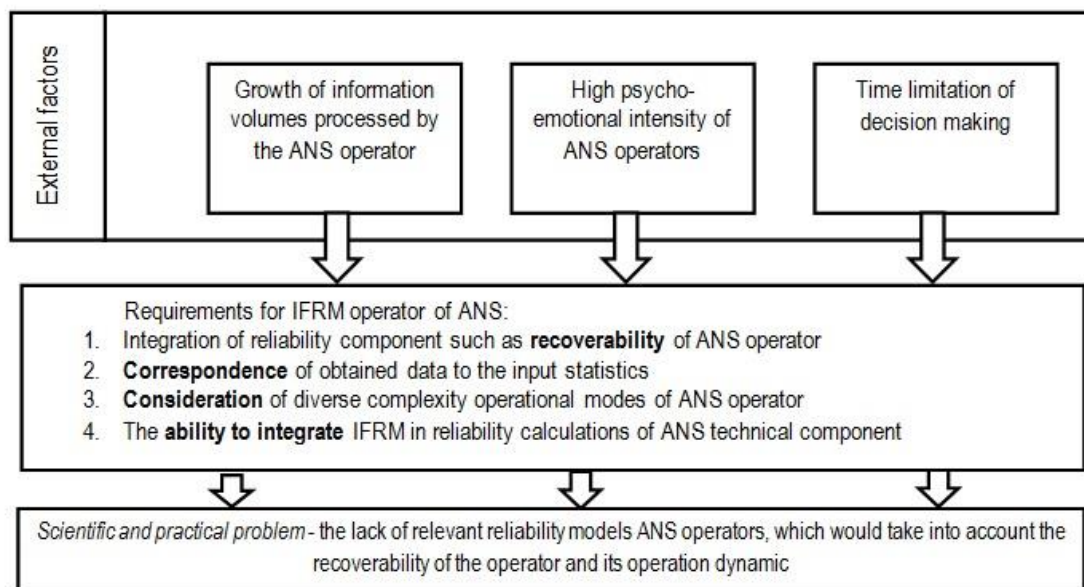 External factors
Growth of information
volumes processed by
the ANS operator
High psycho-
emotional intensity of
ANS operators
Time limitation of
decision making
Requirements for IFRM operator of ANS:
1. Integration of reliability component such as recoverability of ANS operator
2. Correspondence of obtained data to the input statistics
3. Consideration of diverse complexity operational modes of ANS operator
4. The ability to integrate IFRM in reliability calculations of ANS technical component
Scientific and practical problem - the lack of relevant reliability models ANS operators, which would take into account the
recoverability of the operator and its operation dynamic